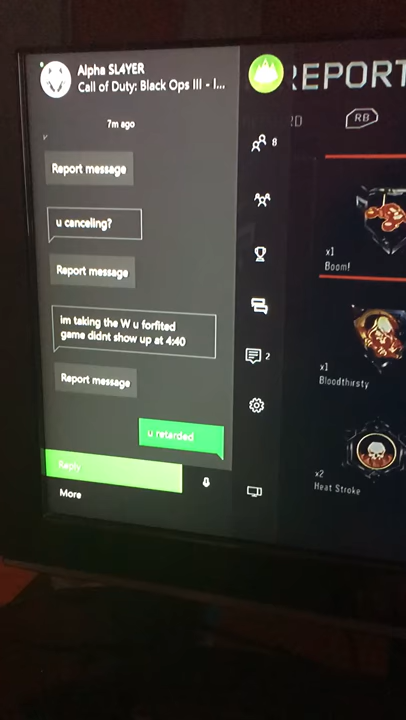 Alpha SL4YER
Call of Duty: Black Ops III - I...
REPORT
RB
7m ago
8
Report message
u canceling?
Report message
x1
Boom!
im taking the W u forfited
game didnt show up at 4:40
2
Report message
x1
Bloodthirsty
u retarded
Reply
More
x2
Heat Stroke